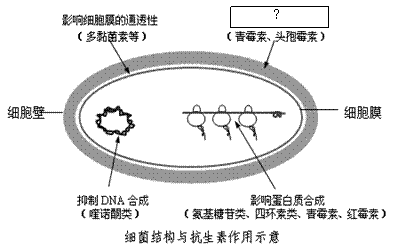 影响细胞膜的通透性
（多黏菌素等）
?
（青霉素、头孢霉素）
细胞壁
细胞膜
抑制DNA合成
（喹诺酮类）
影响蛋白质合成
（氨基糖苷类、四环素类、青霉素、红霉素）
细菌结构与抗生素作用示意